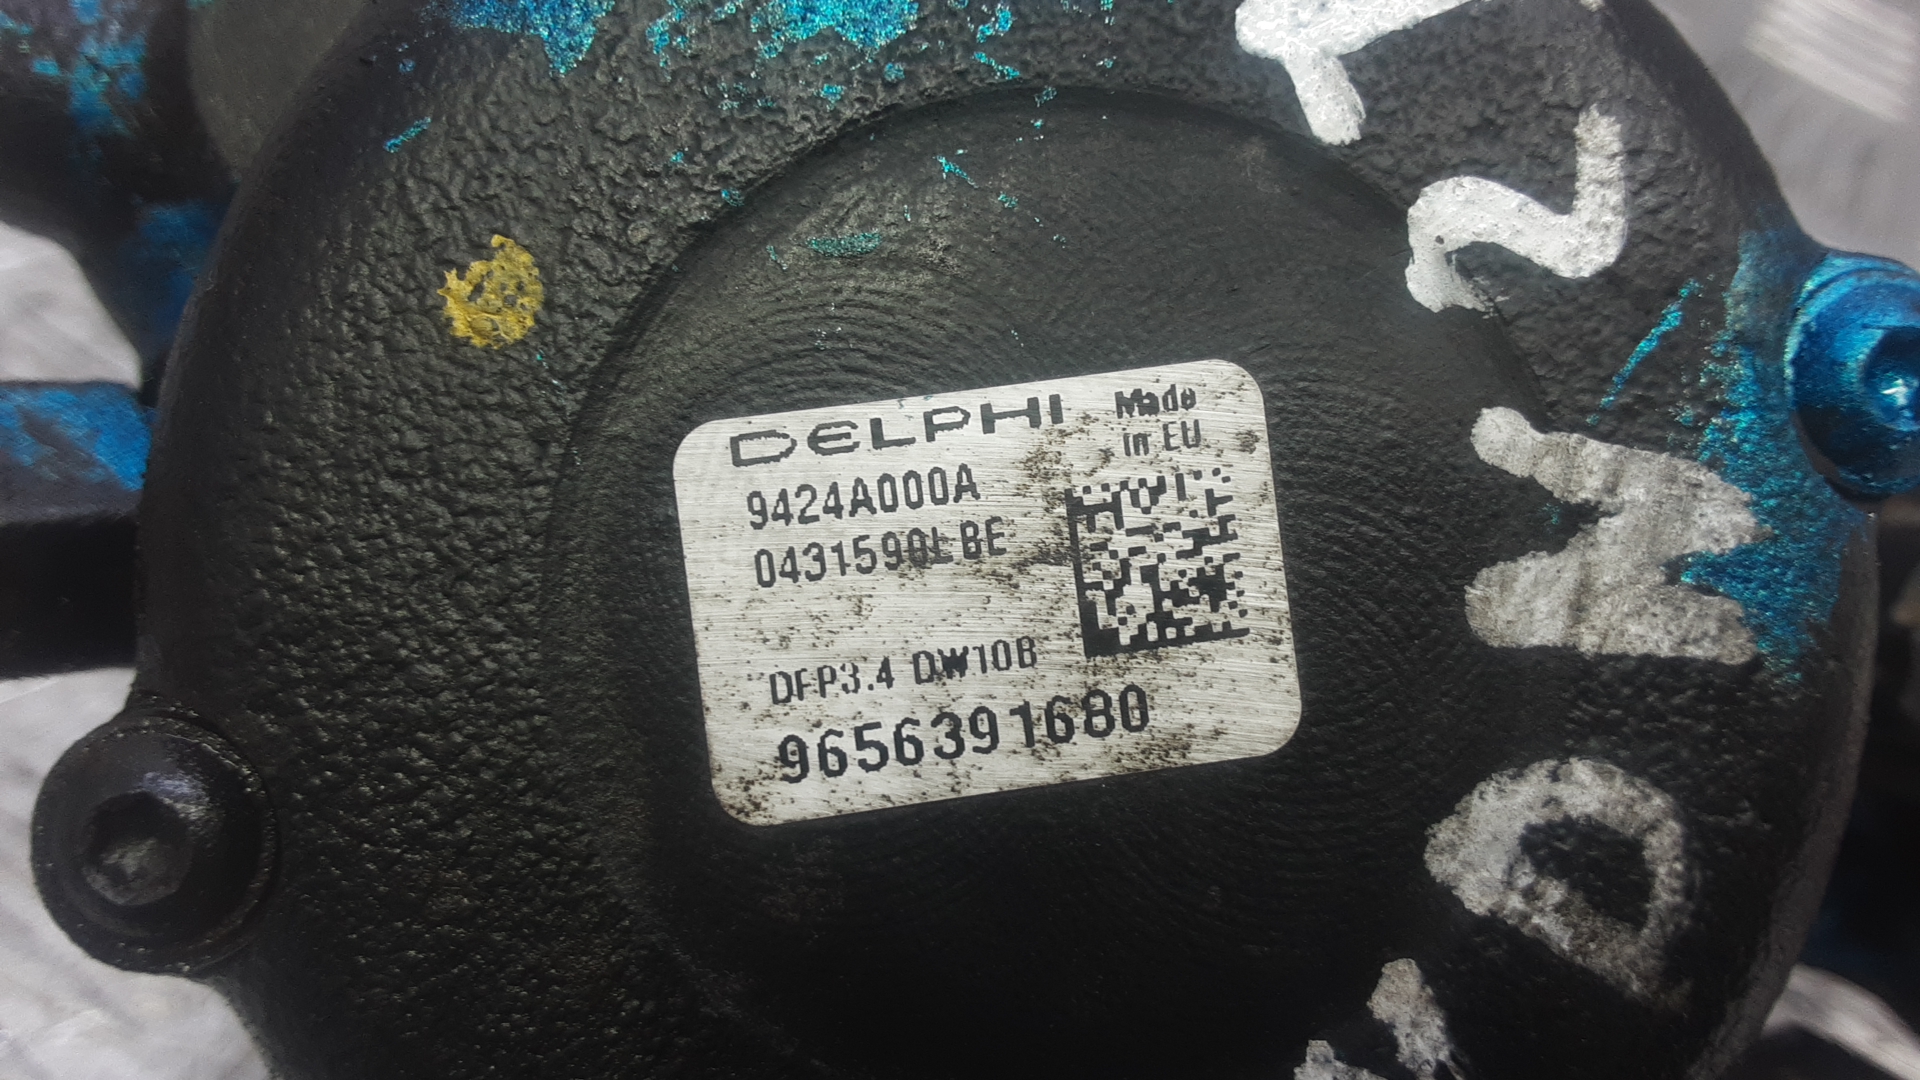 DELPHI
Made
in EU
9424A000A
0431590LBE
DFP3.4 DW10B
9656391680